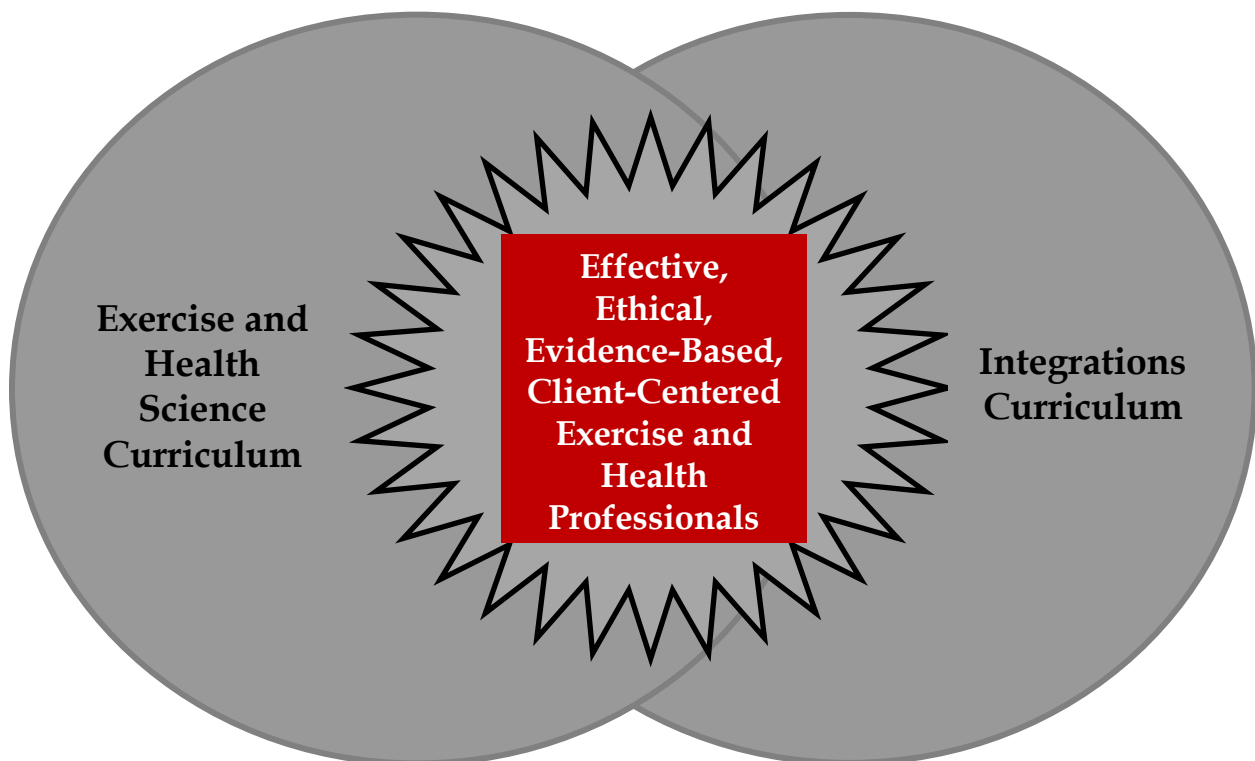 Exercise and
Health
Science
Curriculum
Effective,
Ethical,
Evidence-Based,
Client-Centered
Exercise and
Health
Professionals
Integrations
Curriculum